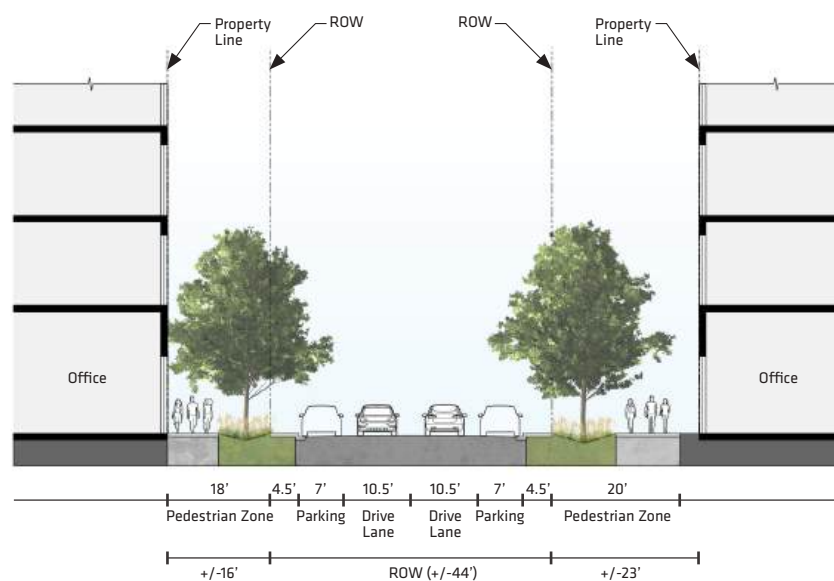 Property
Line
ROW
ROW
Property
Line
Office
Office
18’
4.5’
7’
10.5’
10.5’
7’
4.5’
20’
Pedestrian Zone
Parking
Drive
Lane
Drive
Lane
Parking
Pedestrian Zone
+/-16’
ROW (+/-44’)
+/-23’